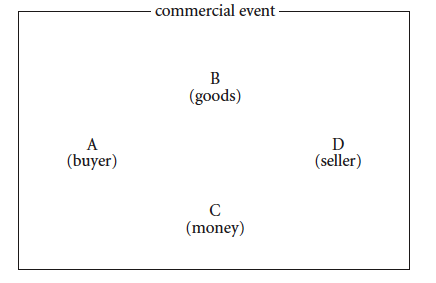 commercial event
B
(goods)
A
(buyer)
D
(seller)
C
(money)